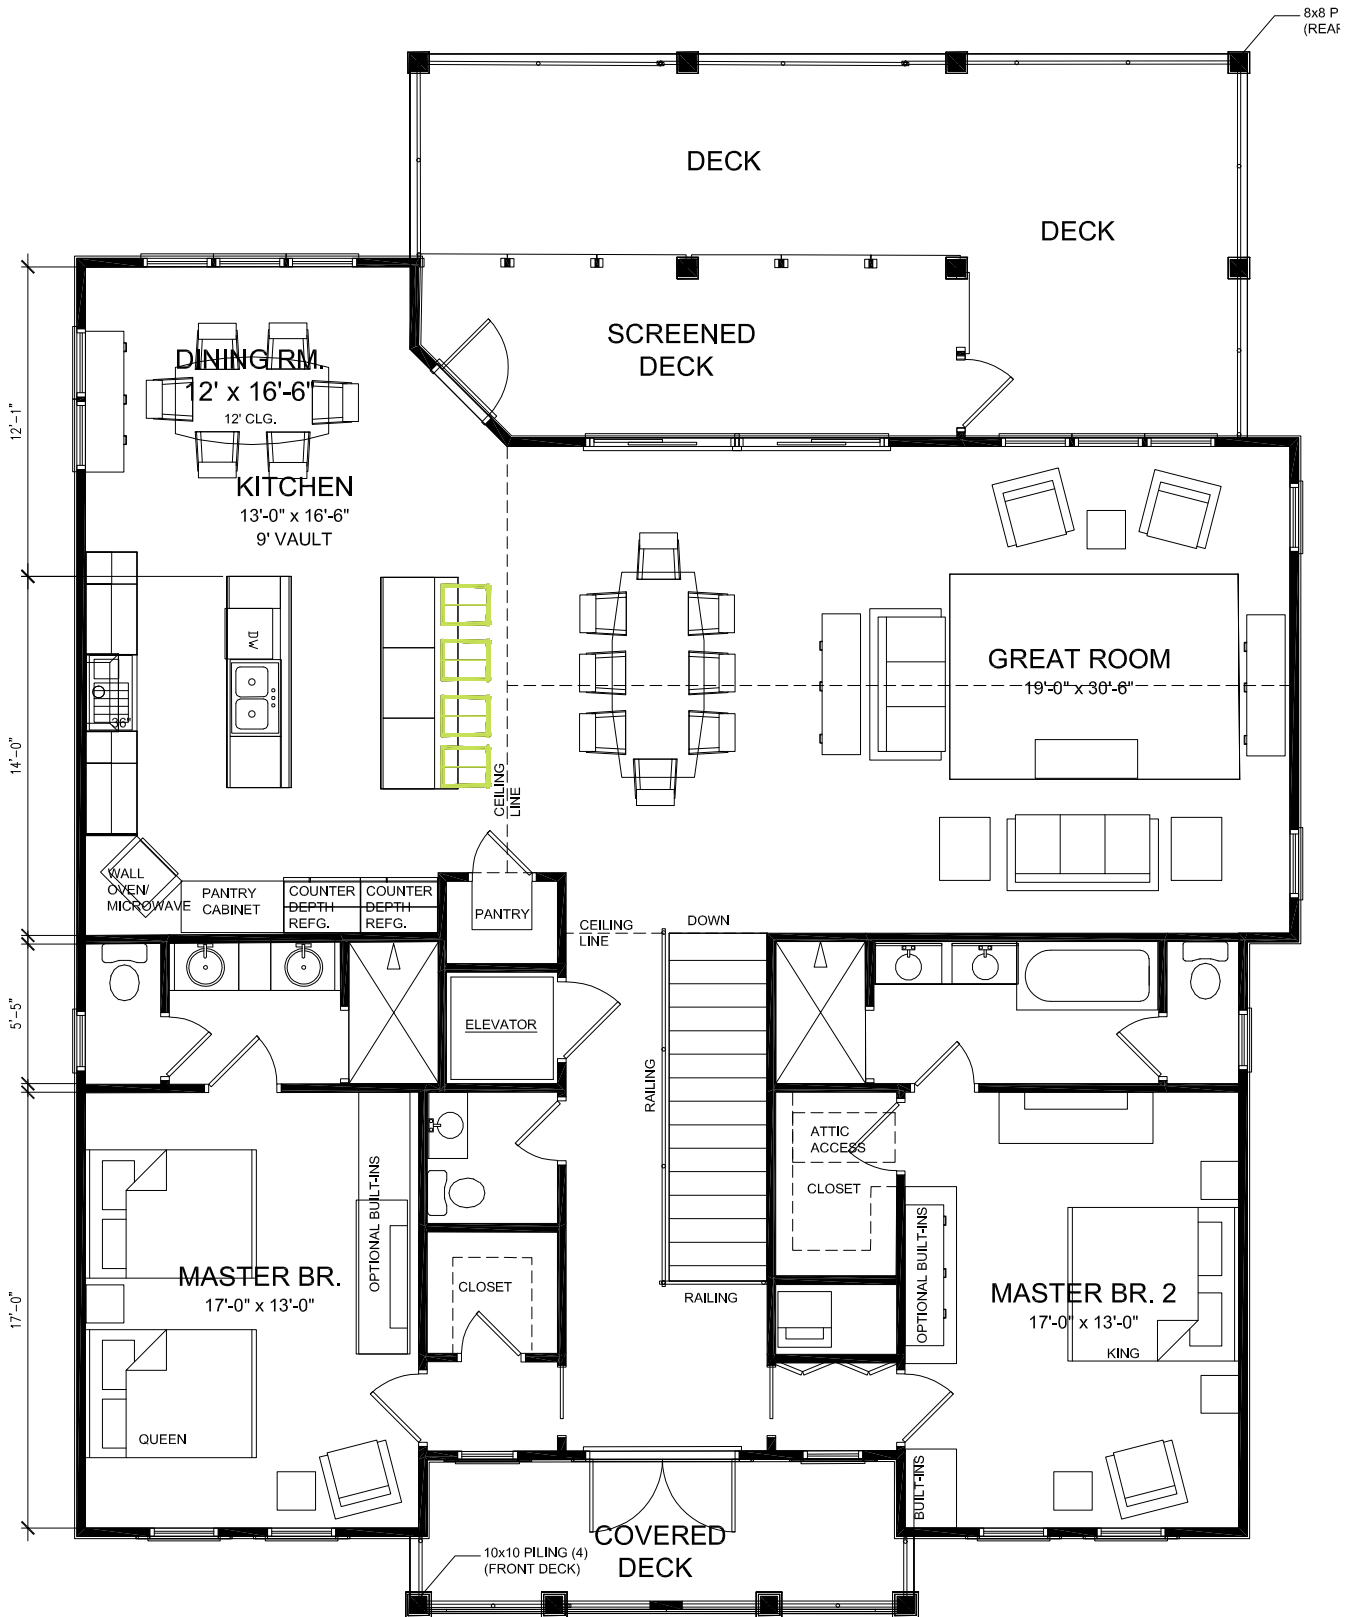 8x8 P
(REAR
DECK
DECK
SCREENED
DECK
DINING RM.
12' x 16'-6"
12' CLG.
12'-1"
KITCHEN
13'-0" x 16'-6"
9' VAULT
DW
36"
14'-0"
GREAT ROOM
19'-0" x 30'-6"
CEILING
LINE
WALL
OVEN/
MICROWAVE
PANTRY
CABINET
COUNTER
DEPTH
REFG.
COUNTER
DEPTH
REFG.
PANTRY
CEILING
LINE
DOWN
5'-5"
ELEVATOR
RAILING
ATTIC
ACCESS
CLOSET
OPTIONAL BUILT-INS
OPTIONAL BUILT-INS
MASTER BR.
17'-0" x 13'-0"
CLOSET
RAILING
MASTER BR. 2
17'-0" x 13'-0"
KING
17'-0"
QUEEN
BUILT-INS
COVERED
DECK
10x10 PILING (4)
(FRONT DECK)